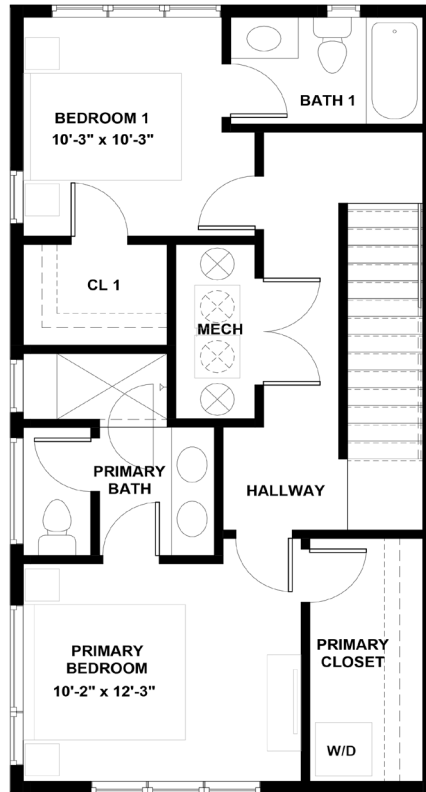 BATH 1
BEDROOM 1
10'-3" x 10'-3"
CL 1
MECH
PRIMARY
BATH
HALLWAY
PRIMARY
BEDROOM
10'-2" x 12'-3"
PRIMARY
CLOSET
W/D